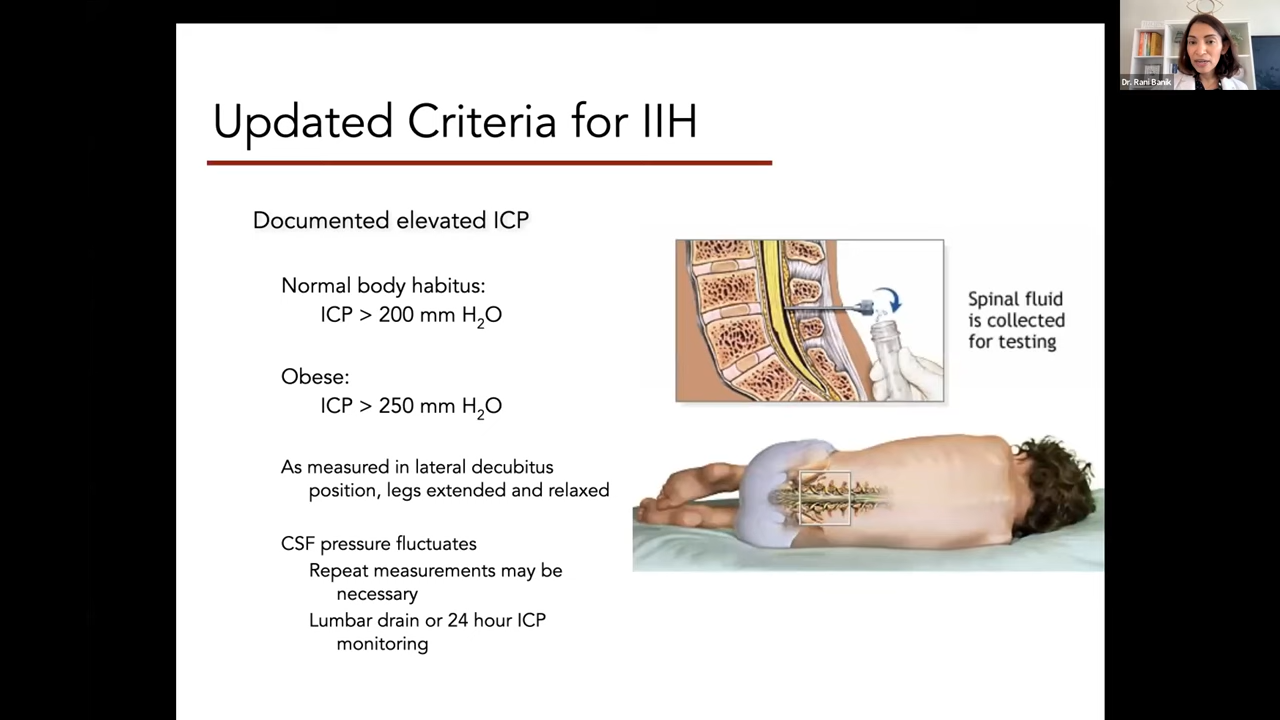 Updated Criteria for IIH
Documented elevated ICP
Normal body habitus:
ICP > 200 mm H₂O
Obese:
ICP > 250 mm H₂O
As measured in lateral decubitus
position, legs extended and relaxed
CSF pressure fluctuates
Repeat measurements may be
necessary
Lumbar drain or 24 hour ICP
monitoring
Spinal fluid
is collected
for testing
Dr. Rani Banik